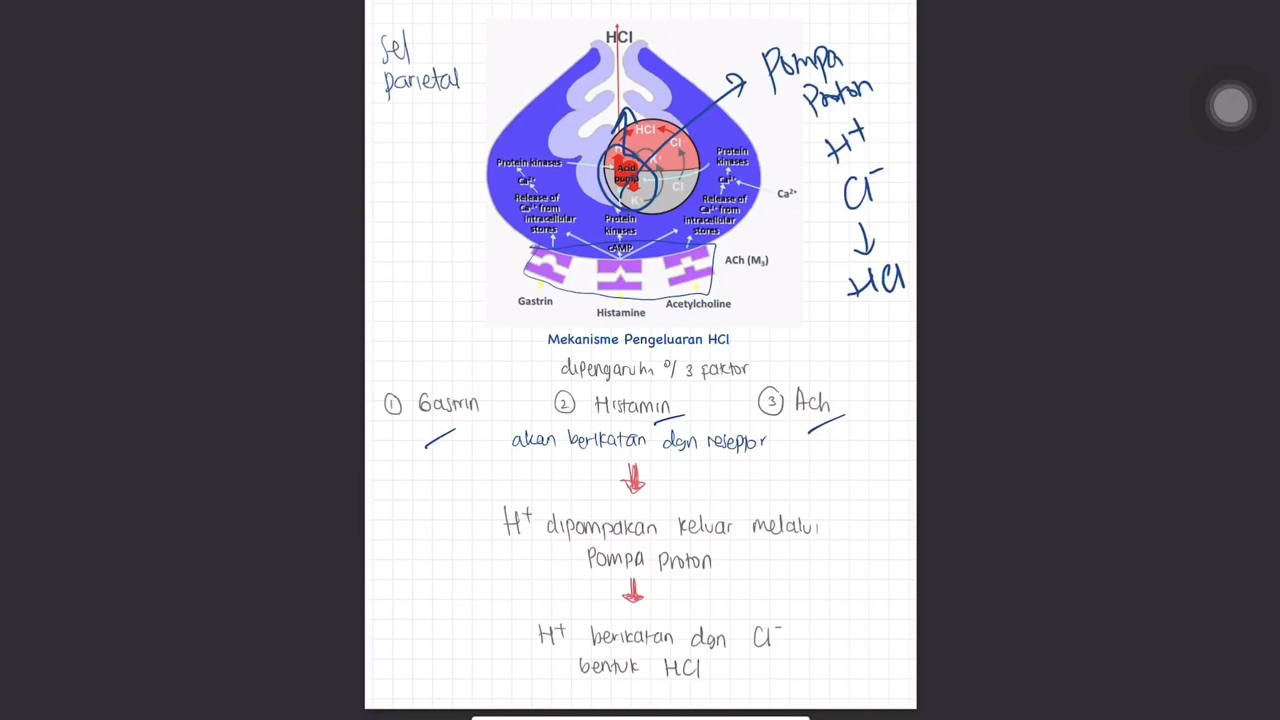 Sel
Parietal
HCl
Pompa
Proton
H⁺
Cl⁻
HCl
HCl
Cl
K⁺
Acid
pump
Cl
K⁺
Protein kinases
Ca²⁺
Release of
Ca²⁺ from
intracellular
stores
Protein
kinases
cAMP
Protein
kinases
Ca²⁺
Release of
Ca²⁺ from
intracellular
stores
Ca²⁺
ACh (M₃)
Gastrin
Histamine
Acetylcholine
Mekanisme Pengeluaran HCl
dipengaruhi o/ 3 faktor
① Gastrin ② Histamin ③ Ach
akan berikatan dgn reseptor
H⁺ dipompakan keluar melalui
Pompa proton
H⁺ berikatan dgn Cl⁻
bentuk HCl